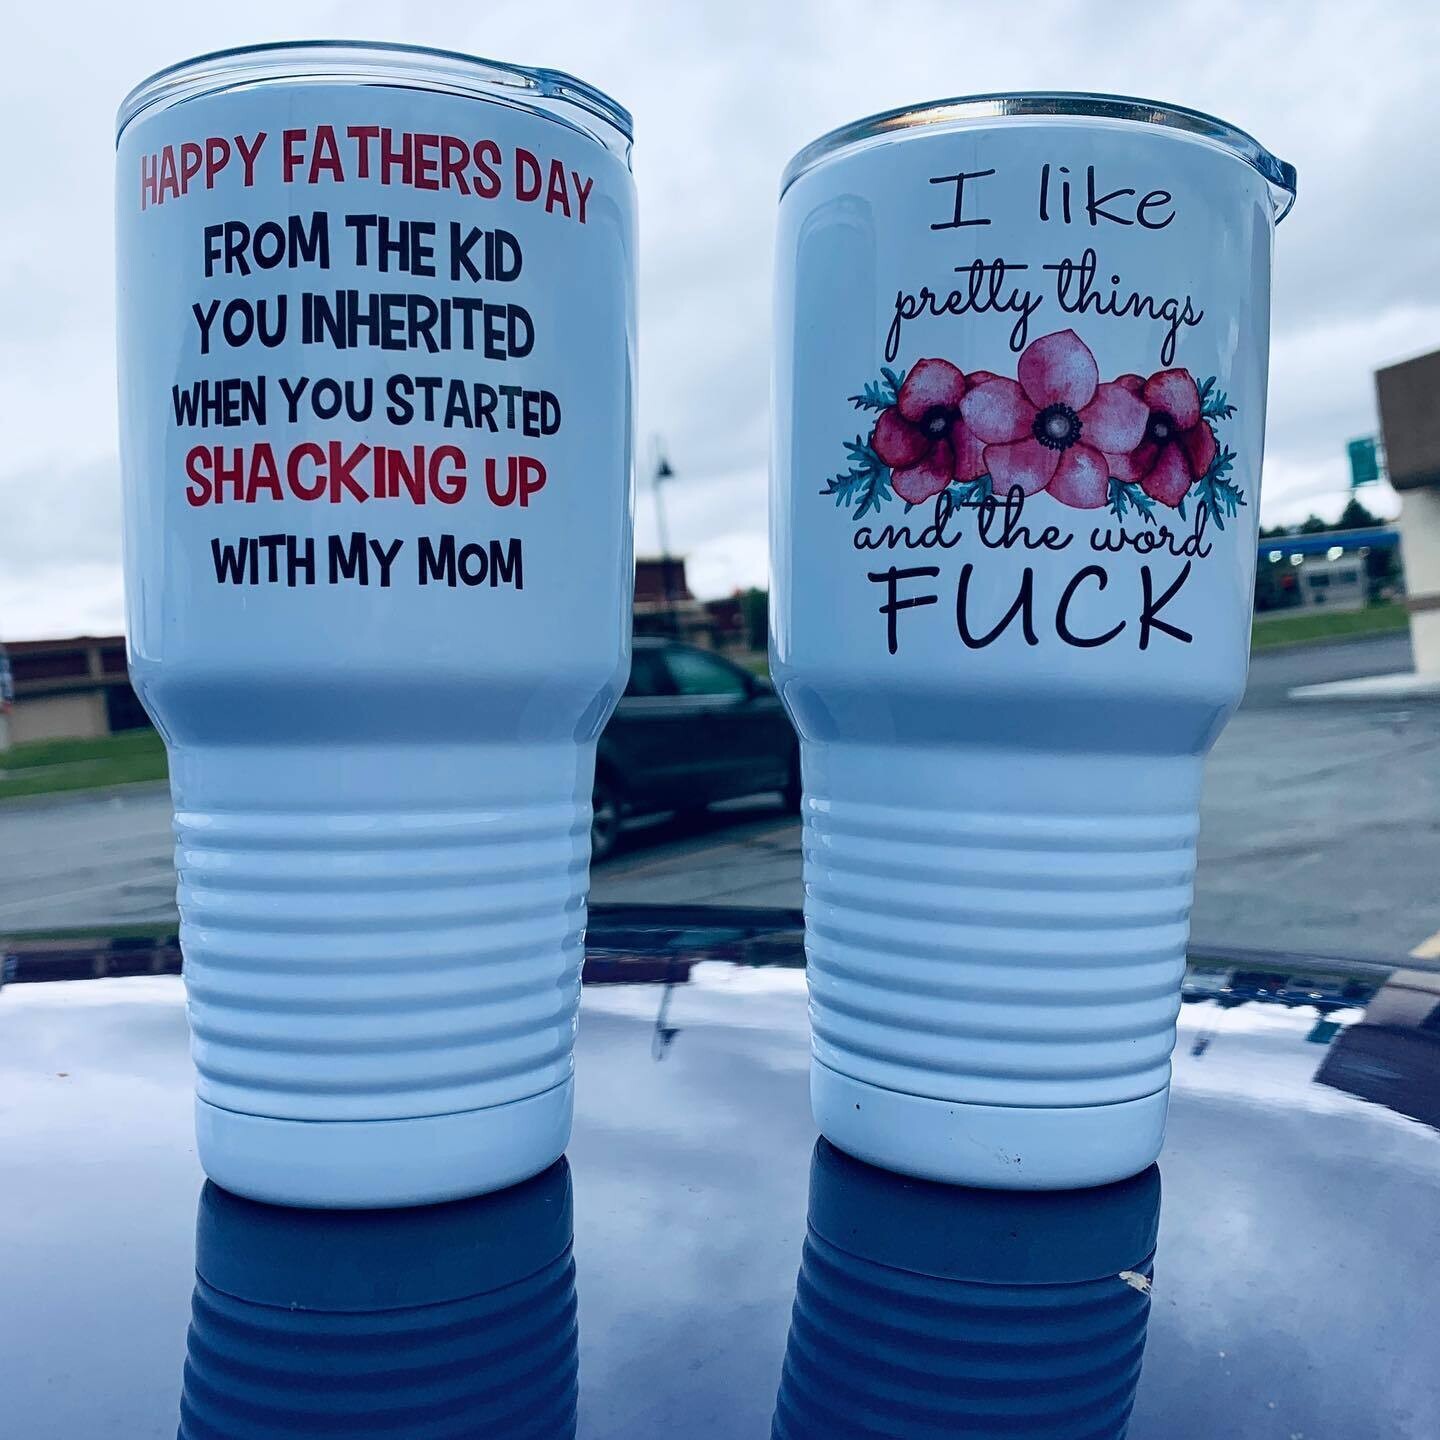 HAPPY FATHERS DAY
FROM THE KID
YOU INHERITED
WHEN YOU STARTED
SHACKING UP
WITH MY MOM
I like
pretty things
and the word
FUCK